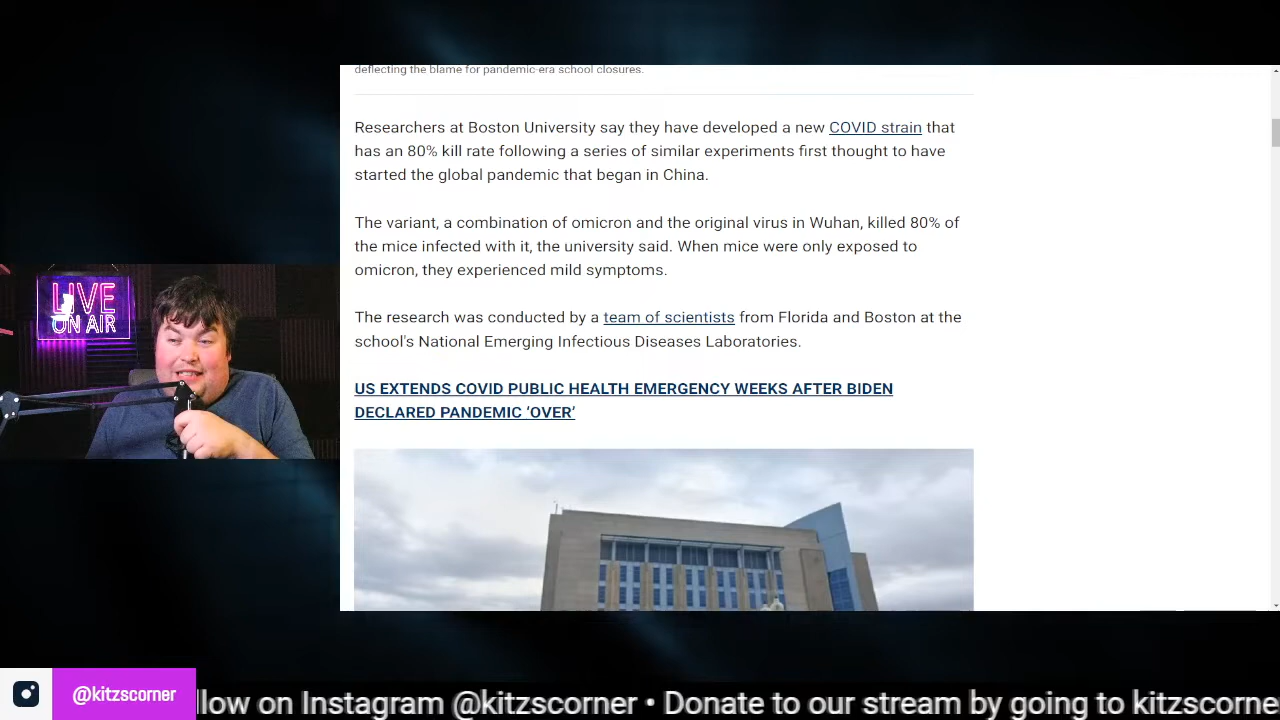 deflecting the blame for pandemic-era school closures.
Researchers at Boston University say they have developed a new COVID strain that
has an 80% kill rate following a series of similar experiments first thought to have
started the global pandemic that began in China.
The variant, a combination of omicron and the original virus in Wuhan, killed 80% of
the mice infected with it, the university said. When mice were only exposed to
omicron, they experienced mild symptoms.
The research was conducted by a team of scientists from Florida and Boston at the
school's National Emerging Infectious Diseases Laboratories.
US EXTENDS COVID PUBLIC HEALTH EMERGENCY WEEKS AFTER BIDEN
DECLARED PANDEMIC ‘OVER’
LIVE
ON AIR
@kitzscorner
llow on Instagram @kitzscorner • Donate to our stream by going to kitzscorne